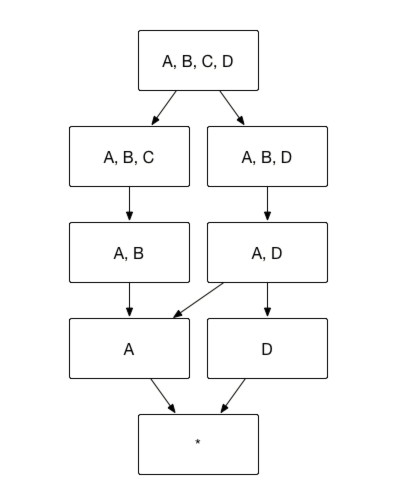 A, B, C, D
A, B, C
A, B, D
A, B
A, D
A
D
*